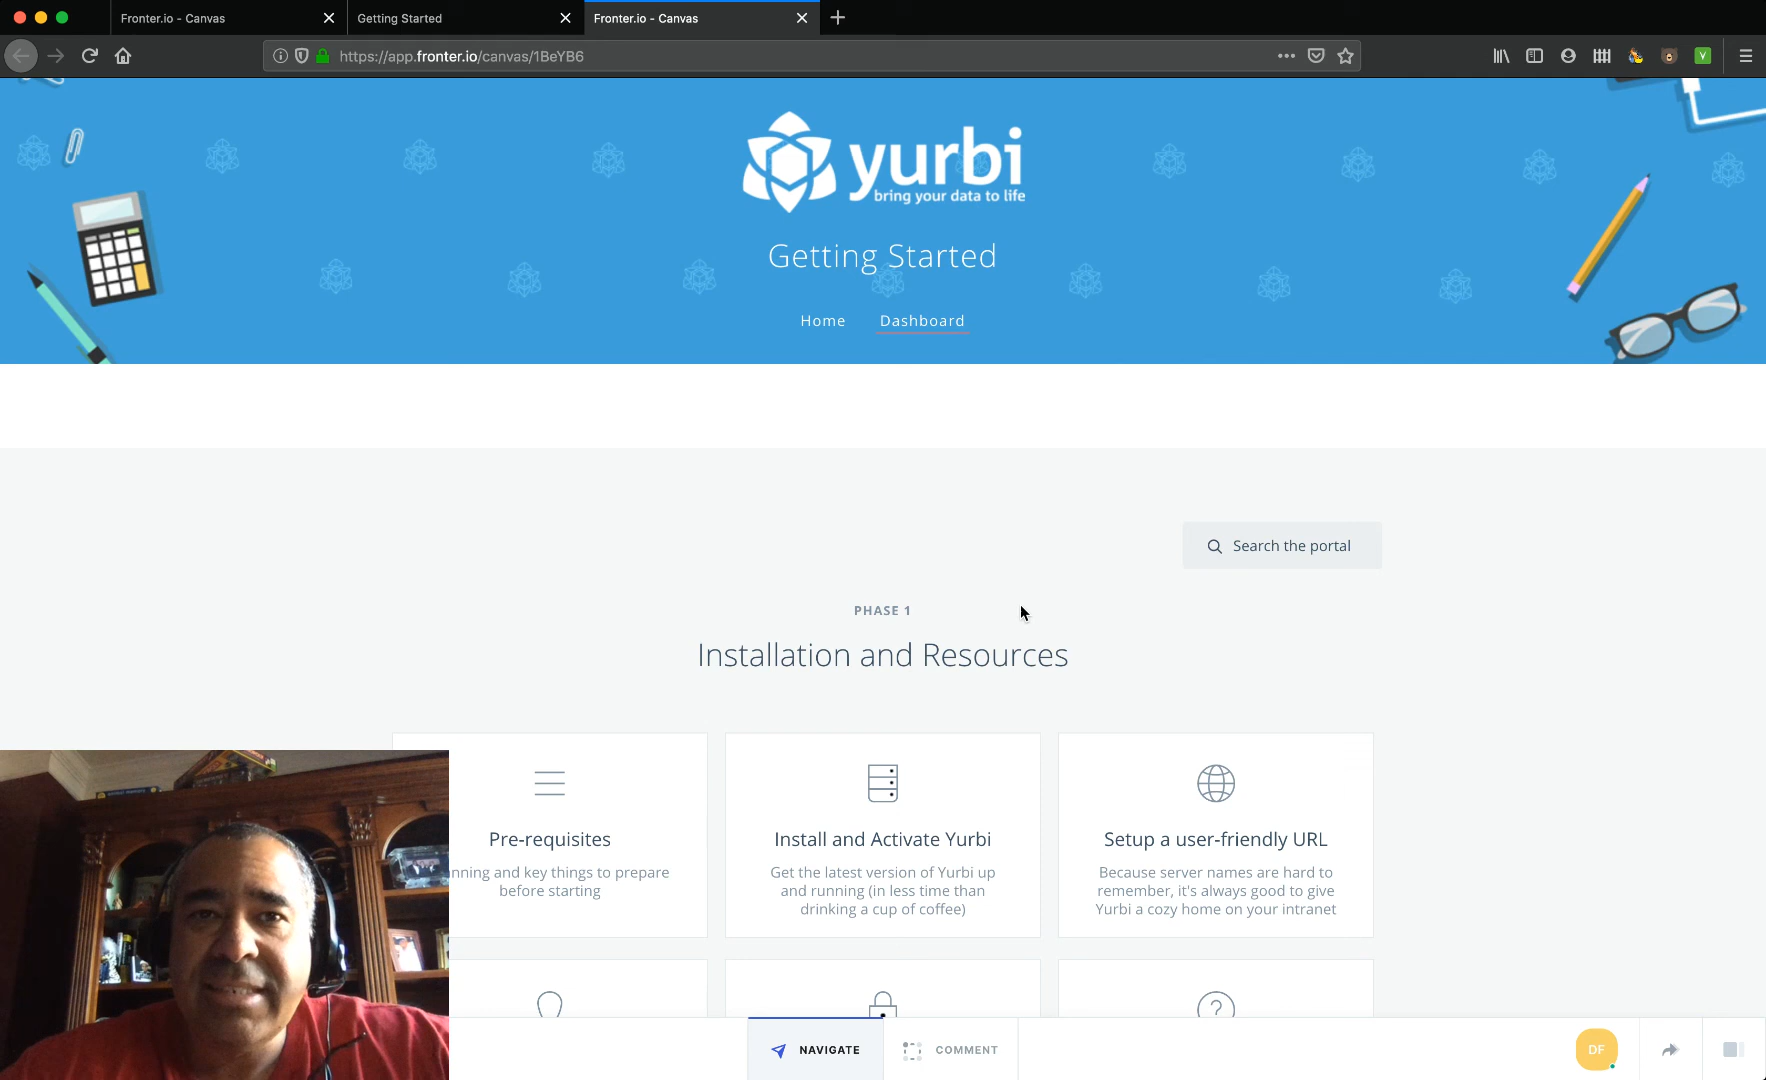 Fronter.io - Canvas
Getting Started
Fronter.io - Canvas
https://app.fronter.io/canvas/1BeYB6
yurbi
bring your data to life
Getting Started
Home
Dashboard
Search the portal
PHASE 1
Installation and Resources
Pre-requisites
nning and key things to prepare
before starting
Install and Activate Yurbi
Get the latest version of Yurbi up
and running (in less time than
drinking a cup of coffee)
Setup a user-friendly URL
Because server names are hard to
remember, it's always good to give
Yurbi a cozy home on your intranet
NAVIGATE
COMMENT
DF